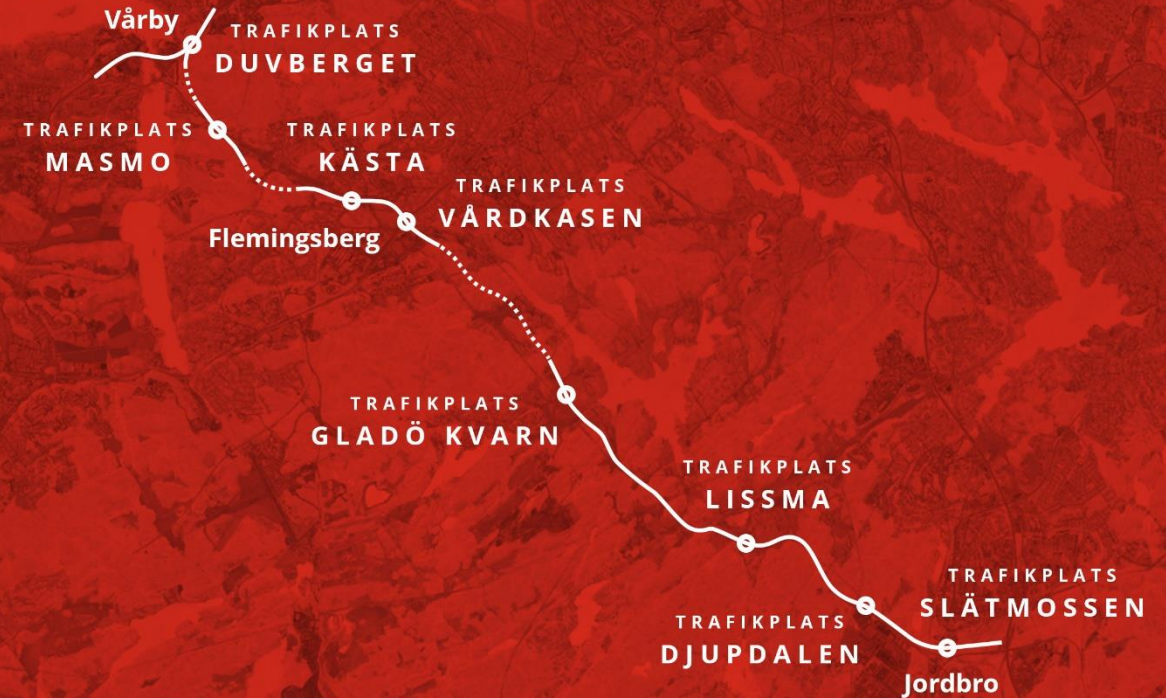 Vårby
TRAFIKPLATS
DUVBERGET
TRAFIKPLATS
MASMO
TRAFIKPLATS
KÄSTA
TRAFIKPLATS
VÅRDKASEN
Flemingsberg
TRAFIKPLATS
GLADÖ KVARN
TRAFIKPLATS
LISSMA
TRAFIKPLATS
SLÄTMOSSEN
TRAFIKPLATS
DJUPDALEN
Jordbro